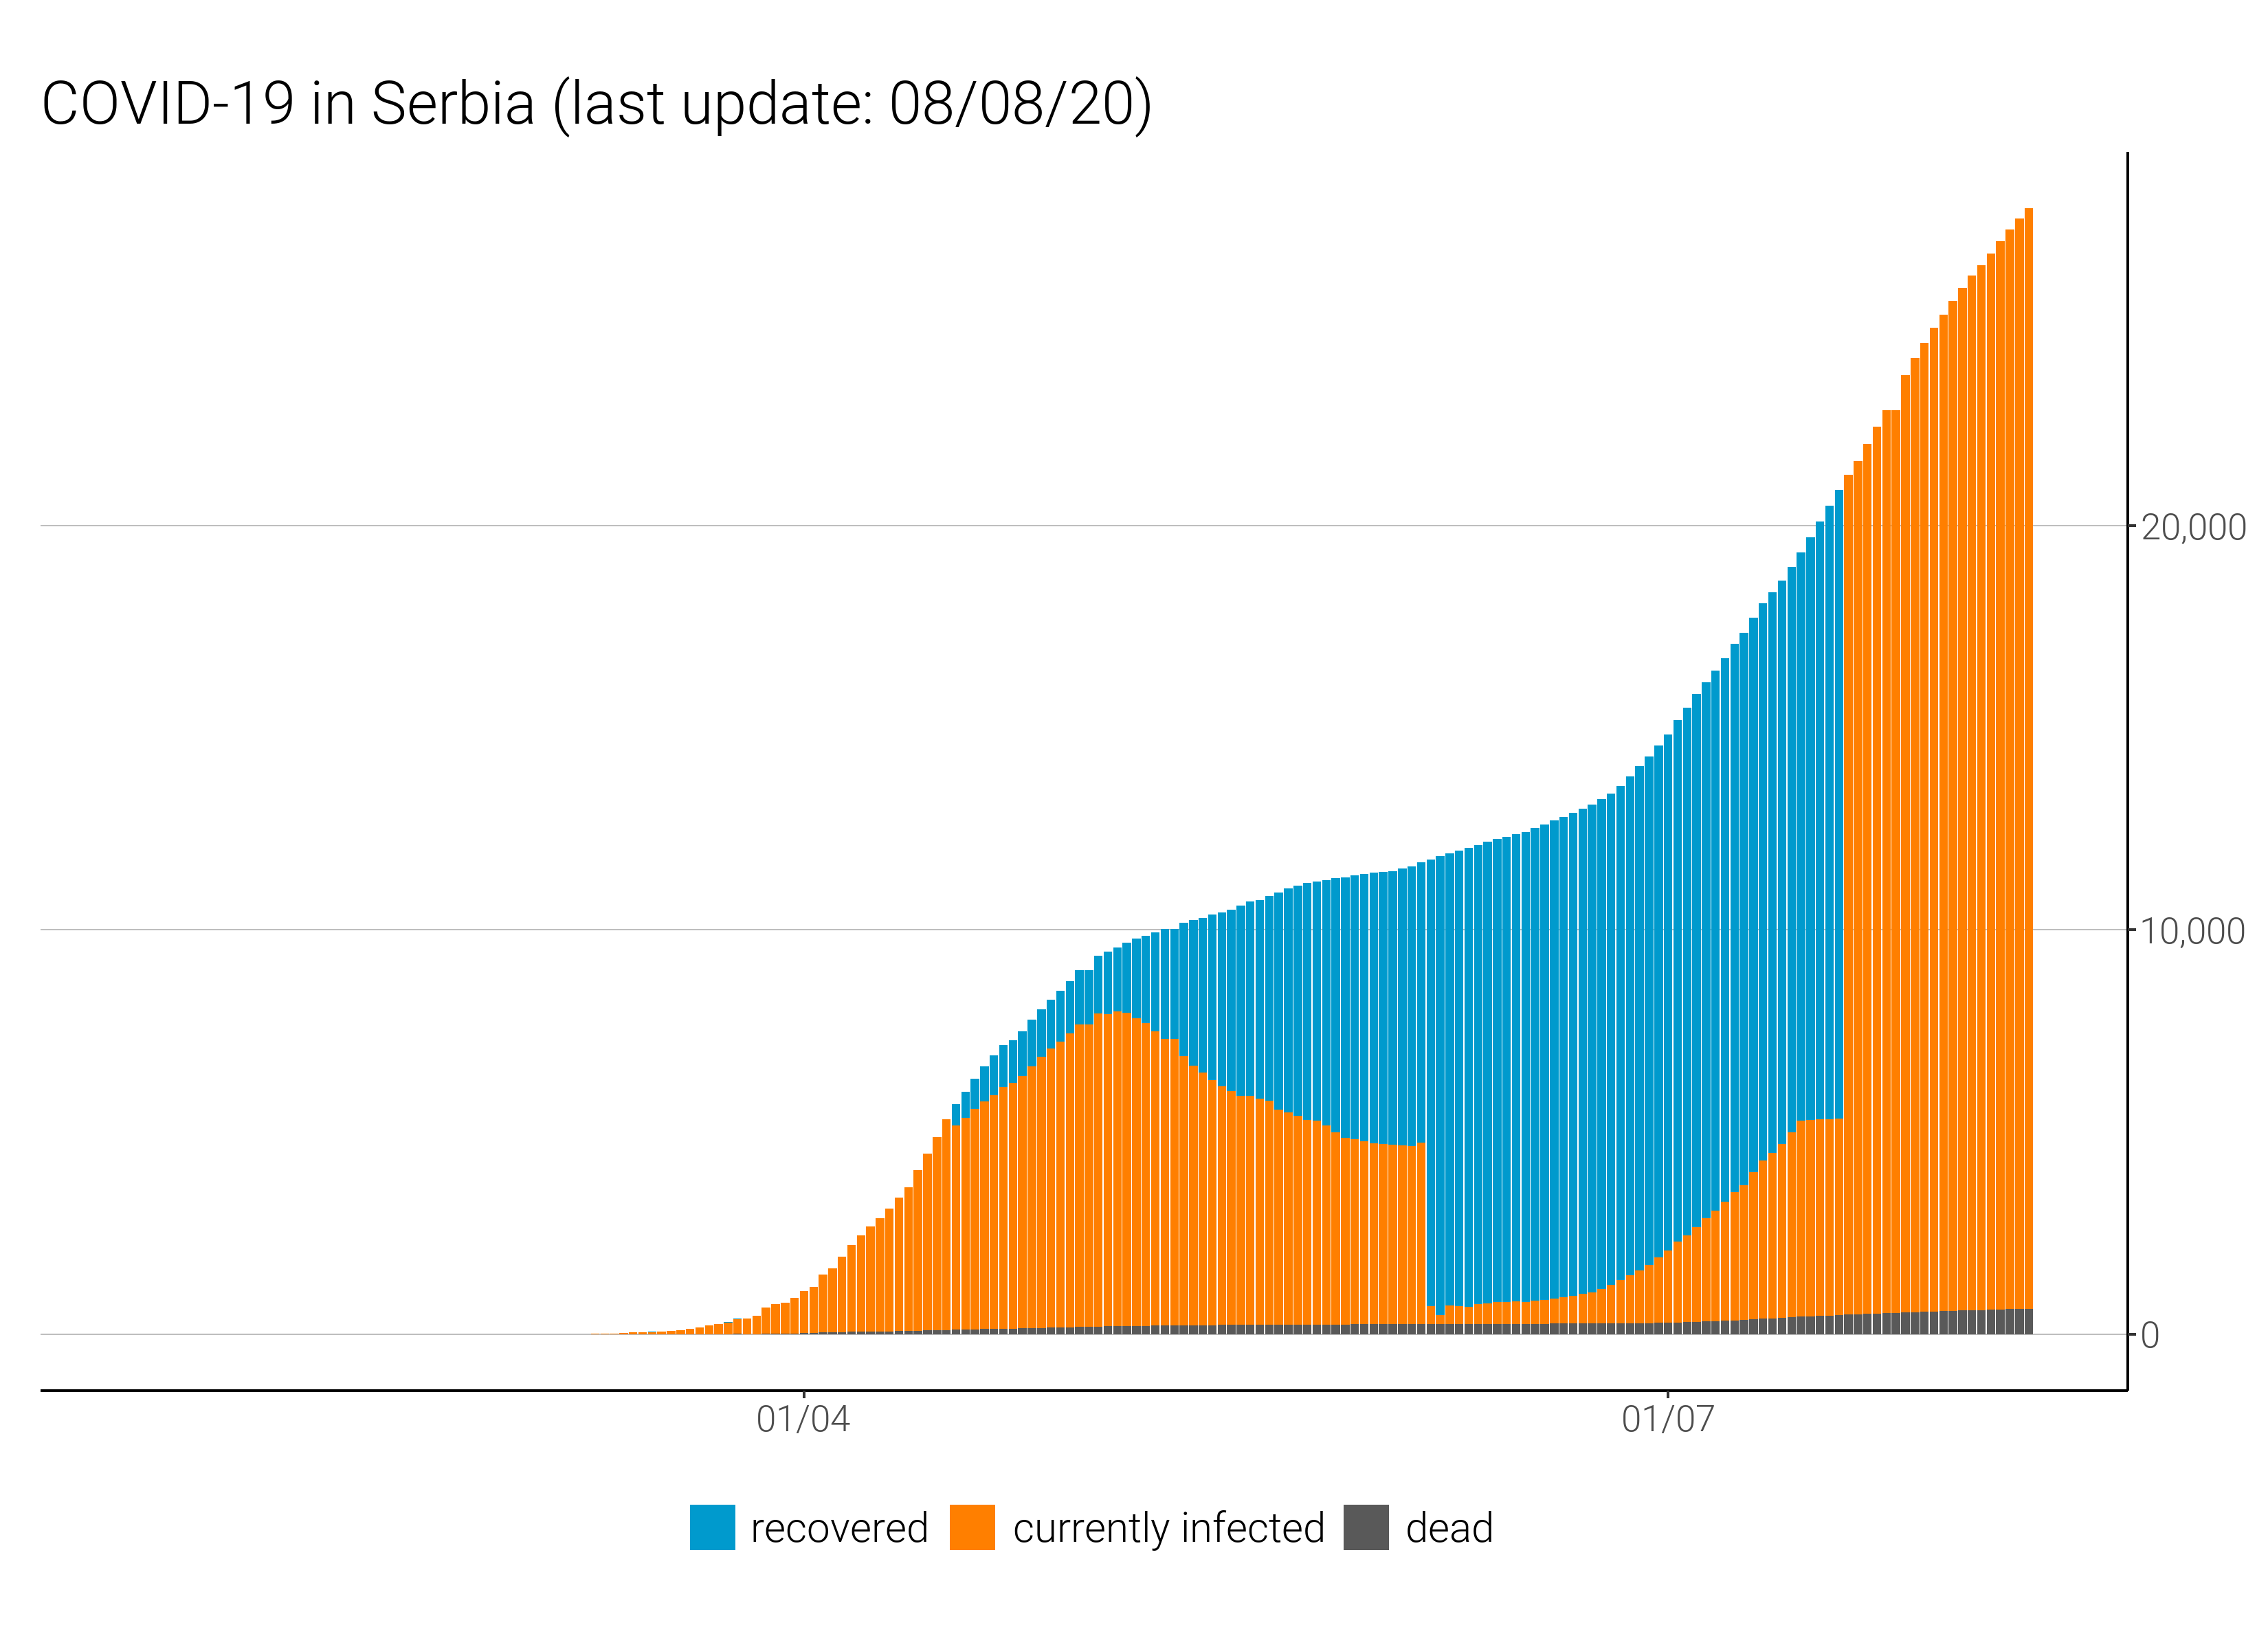 COVID-19 in Serbia (last update: 08/08/20)
20,000
10,000
0
01/04 01/07
recovered currently infected dead